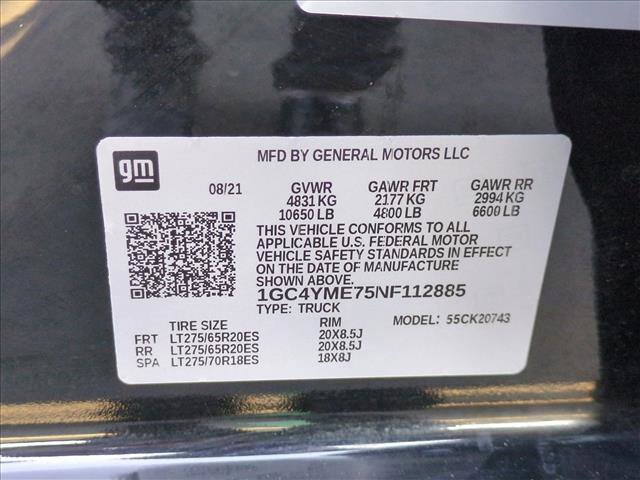 gm
MFD BY GENERAL MOTORS LLC
08/21 GVWR GAWR FRT GAWR RR
4831 KG 2177 KG 2994 KG
10650 LB 4800 LB 6600 LB
THIS VEHICLE CONFORMS TO ALL
APPLICABLE U.S. FEDERAL MOTOR
VEHICLE SAFETY STANDARDS IN EFFECT
ON THE DATE OF MANUFACTURE
1GC4YME75NF112885
TYPE: TRUCK MODEL: 55CK20743
TIRE SIZE RIM
FRT LT275/65R20ES 20X8.5J
RR LT275/65R20ES 20X8.5J
SPA LT275/70R18ES 18X8J